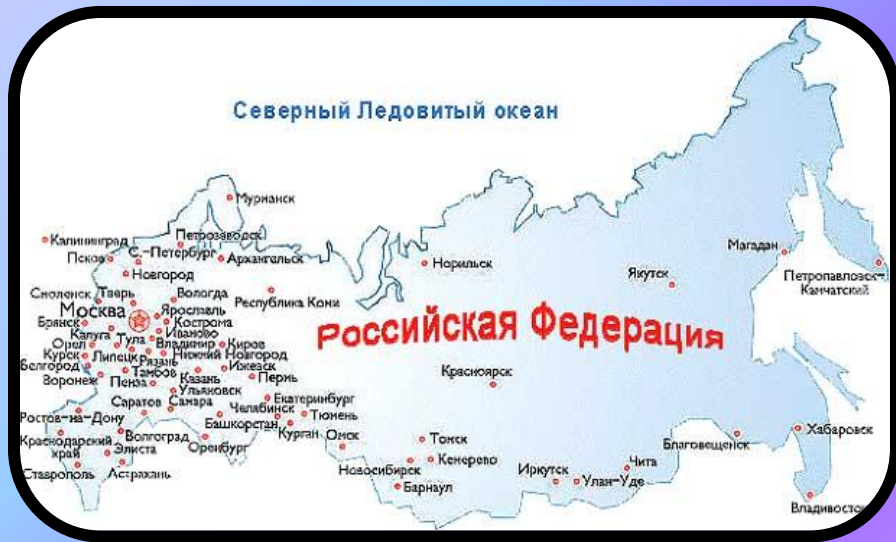 Северный Ледовитый океан
Мурманск
Петрозаводск
Калининград
Псков
С.-Петербург
Архангельск
Новгород
Норильск
Магадан
Якутск
Петропавловск-
Камчатский
Смоленск
Тверь
Вологда
Республика Коми
Москва
Ярославль
Российская Федерация
Брянск
Кострома
Калуга
Тула
Иваново
Орел
Владимир
Киров
Курск
Липецк
Рязань
Нижний Новгород
Белгород
Тамбов
Ижевск
Воронеж
Пенза
Казань
Пермь
Красноярск
Ульяновск
Екатеринбург
Саратов
Самара
Челябинск
Тюмень
Ростов-на-Дону
Башкорстан
Курган
Волгоград
Омск
Томск
Благовещенск
Хабаровск
Краснодарский
край
Элиста
Оренбург
Новосибирск
Кемерево
Иркутск
Чита
Ставрополь
Астрахань
Барнаул
Улан-Уде
Владивосток